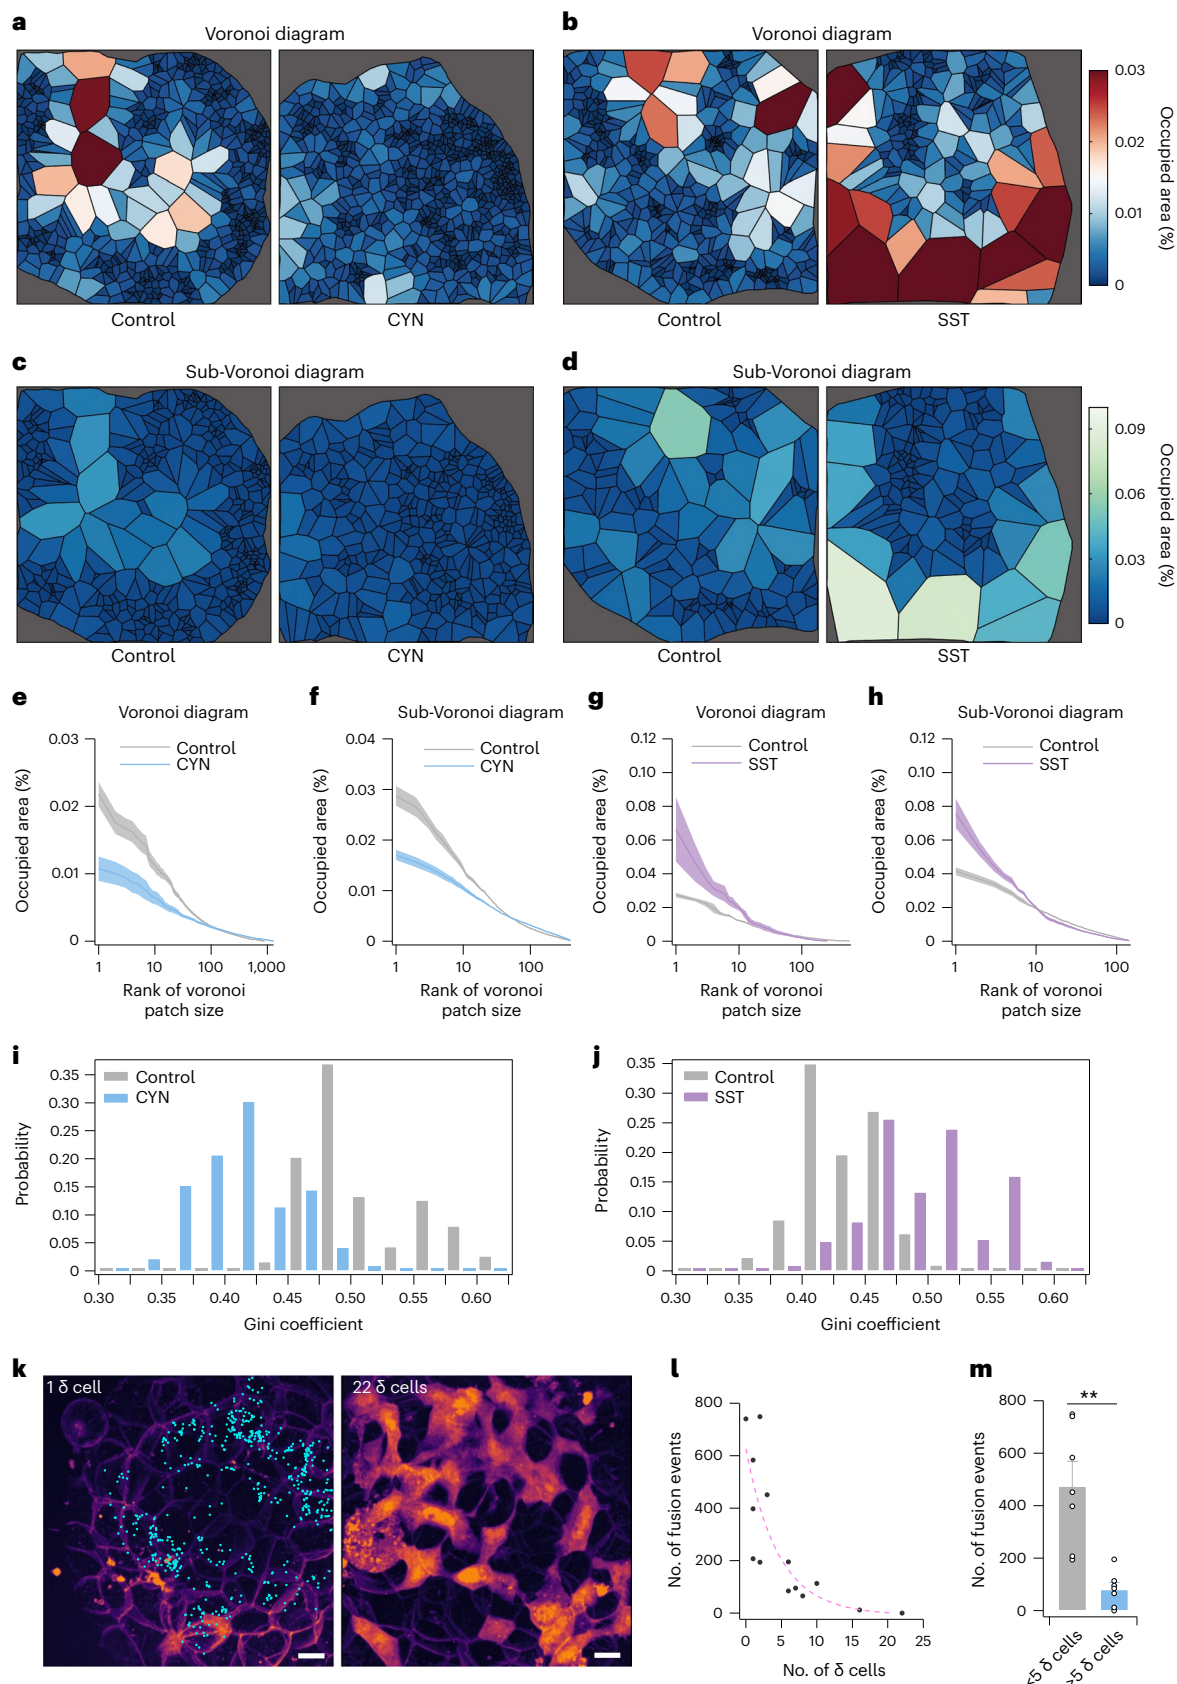 a
Voronoi diagram
Control
CYN
b
Voronoi diagram
Control
SST
0.03
0.02
0.01
0
Occupied area (%)
c
Sub-Voronoi diagram
Control
CYN
d
Sub-Voronoi diagram
Control
SST
0.09
0.06
0.03
0
Occupied area (%)
e
Voronoi diagram
Control
CYN
0.03
0.02
0.01
0
Occupied area (%)
1
10
100
1,000
Rank of voronoi
patch size
f
Sub-Voronoi diagram
Control
CYN
0.04
0.03
0.02
0.01
0
Occupied area (%)
1
10
100
Rank of voronoi
patch size
g
Voronoi diagram
Control
SST
0.12
0.10
0.08
0.06
0.04
0.02
0
Occupied area (%)
1
10
100
Rank of voronoi
patch size
h
Sub-Voronoi diagram
Control
SST
0.12
0.10
0.08
0.06
0.04
0.02
0
Occupied area (%)
1
10
100
Rank of voronoi
patch size
i
Control
CYN
0.35
0.30
0.25
0.20
0.15
0.10
0.05
0
Probability
0.30
0.35
0.40
0.45
0.50
0.55
0.60
Gini coefficient
j
Control
SST
0.35
0.30
0.25
0.20
0.15
0.10
0.05
0
Probability
0.30
0.35
0.40
0.45
0.50
0.55
0.60
Gini coefficient
k
1 δ cell
22 δ cells
l
800
600
400
200
0
No. of fusion events
0
5
10
15
20
25
No. of δ cells
m
**
800
600
400
200
0
No. of fusion events
<5 δ cells
>5 δ cells